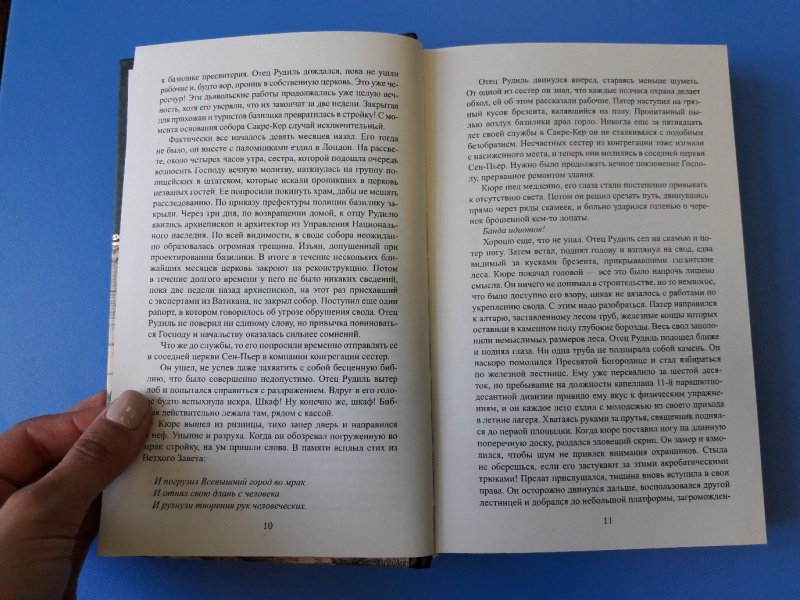 к базилике пресвитерия. Отец Рудиль дождался, пока не ушли
рабочие и, будто вор, проник в собственную церковь. Это уже че-
ресчур! Эти дьявольские работы продолжались уже целую веч-
ность, хотя его уверяли, что их закончат за две недели. Закрытая
для прихожан и туристов базилика превратилась в стройку! С мо-
мента основания собора Сакре-Кер случай исключительный.
Фактически все началось девять месяцев назад. Его тогда
не было, он вместе с паломниками ездил в Лондон. На рассве-
те, около четырех часов утра, сестра, которой подошла очередь
возносить Господу вечную молитву, наткнулась на группу по-
лицейских в штатском, которые искали проникших в церковь
незваных гостей. Ее попросили покинуть храм, дабы не мешать
расследованию. По приказу префектуры полиции базилику за-
крыли. Через три дня, по возвращении домой, к отцу Рудилю
явились архиепископ и архитектор из Управления Националь-
ного наследия. По всей видимости, в своде собора неожидан-
но образовалась огромная трещина. Изъян, допущенный при
проектировании базилики. В итоге в течение нескольких бли-
жайших месяцев церковь закроют на реконструкцию. Потом
в течение долгого времени у него не было никаких сведений,
пока две недели назад архиепископ, на этот раз приехавший
с экспертами из Ватикана, не закрыл собор. Поступил еще один
рапорт, в котором говорилось об угрозе обрушения свода. Отец
Рудиль не поверил ни единому слову, но привычка повиновать-
ся Господу и начальству оказалась сильнее сомнений.
Что же до службы, то его попросили временно отправлять ее
в соседней церкви Сен-Пьер в компании конгрегации сестер.
Он ушел, не успев даже захватить с собой бесценную биб-
лию, что было совершенно недопустимо. Отец Рудиль вытер
лоб и попытался справиться с раздражением. Вдруг в его голо-
ве будто вспыхнула искра. Шкаф! Ну конечно же, шкаф! Биб-
лия действительно лежала там, рядом с кассой.
Кюре вышел из ризницы, тихо запер дверь и направился
в неф. Уныние и разруха. Когда он обозревал погруженную во
мрак стройку, на ум пришли слова. В памяти всплыл стих из
Ветхого Завета:
И погрузил Всевышний город во мрак
И отнял свою длань с человека
И рухнули творения рук человеческих.
10
Отец Рудиль двинулся вперед, стараясь меньше шуметь.
От одной из сестер он знал, что каждые полчаса охрана делает
обход, ей об этом рассказали рабочие. Патер наступил на гряз-
ный кусок брезента, валявшийся на полу. Пропитанный пы-
лью воздух базилики драл горло. Никогда еще за пятнадцать
лет своей службы в Сакре-Кер он не сталкивался с подобным
безобразием. Несчастных сестер из конгрегации тоже изгнали
с насиженного места, и теперь они молились в соседней церкви
Сен-Пьер. Нужно было продолжать вечное поклонение Госпо-
ду, прерванное ремонтом здания.
Кюре шел медленно, его глаза стали постепенно привыкать
к отсутствию света. Потом он решил срезать путь, двинувшись
прямо через ряды скамеек, и больно ударился голенью о чере-
нок брошенной кем-то лопаты.
Банда идиотов!
Хорошо еще, что не упал. Отец Рудиль сел на скамью и по-
тер ногу. Затем встал, поднял голову и взглянул на свод, едва
видимый за кусками брезента, прикрывавшими гигантские
леса. Кюре покачал головой — все это было напрочь лишено
смысла. Он ничего не понимал в строительстве, но то немногое,
что было доступно его взору, никак не вязалось с работами по
укреплению свода. С этим надо разобраться. Патер направился
к алтарю, заставленному лесом труб, железные концы которых
оставили в каменном полу глубокие борозды. Весь свод заполо-
нили немыслимых размеров леса. Отец Рудиль подошел ближе
и поднял глаза. Ни одна труба не подпирала собой камень. Он
наскоро помолился Пресвятой Богородице и стал взбираться
по железной лестнице. Ему уже перевалило за шестой деся-
ток, но пребывание на должности капеллана 11-й парашютно-
десантной дивизии привило ему вкус к физическим упражне-
ниям, и он каждое лето ездил с молодежью из своего прихода
в летние лагеря. Хватаясь руками за прутья, священник поднял-
ся до первой площадки. Когда кюре поставил ногу на длинную
поперечную доску, раздался зловещий скрип. Он замер и взмо-
лился, чтобы шум не привлек внимания охранников. Стыда
не оберешься, если его застукают за этими акробатическими
трюками! Прелат прислушался, тишина вновь вступила в свои
права. Он осторожно двинулся дальше, воспользовался другой
лестницей и добрался до небольшой платформы, загроможден-
11